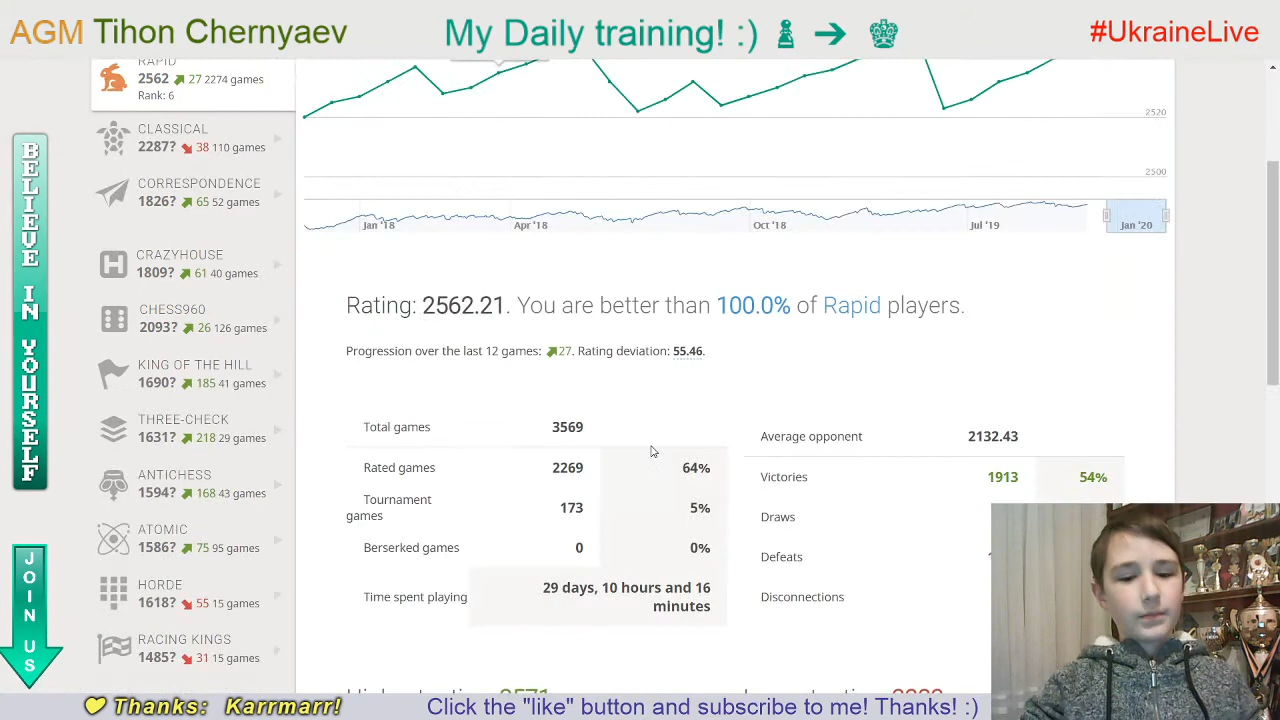 AGM Tihon Chernyaev
My Daily training! :)
#UkraineLive
BELIEVE IN YOURSELF
JOIN US
RAPID
2562 27 2274 games
Rank: 6
CLASSICAL
2287? 38 110 games
CORRESPONDENCE
1826? 65 52 games
CRAZYHOUSE
1809? 61 40 games
CHESS960
2093? 26 126 games
KING OF THE HILL
1690? 185 41 games
THREE-CHECK
1631? 218 29 games
ANTICHESS
1594? 168 43 games
ATOMIC
1586? 75 95 games
HORDE
1618? 55 15 games
RACING KINGS
1485? 31 15 games
2520
2500
Jan '18 Apr '18 Oct '18 Jul '19 Jan '20
Rating: 2562.21. You are better than 100.0% of Rapid players.
Progression over the last 12 games: 27. Rating deviation: 55.46.
Total games 3569
Rated games 2269 64%
Tournament
games 173 5%
Berserked games 0 0%
Time spent playing 29 days, 10 hours and 16
minutes
Average opponent 2132.43
Victories 1913 54%
Draws
Defeats
Disconnections
Thanks: Karrmarr!
Click the "like" button and subscribe to me! Thanks! :)